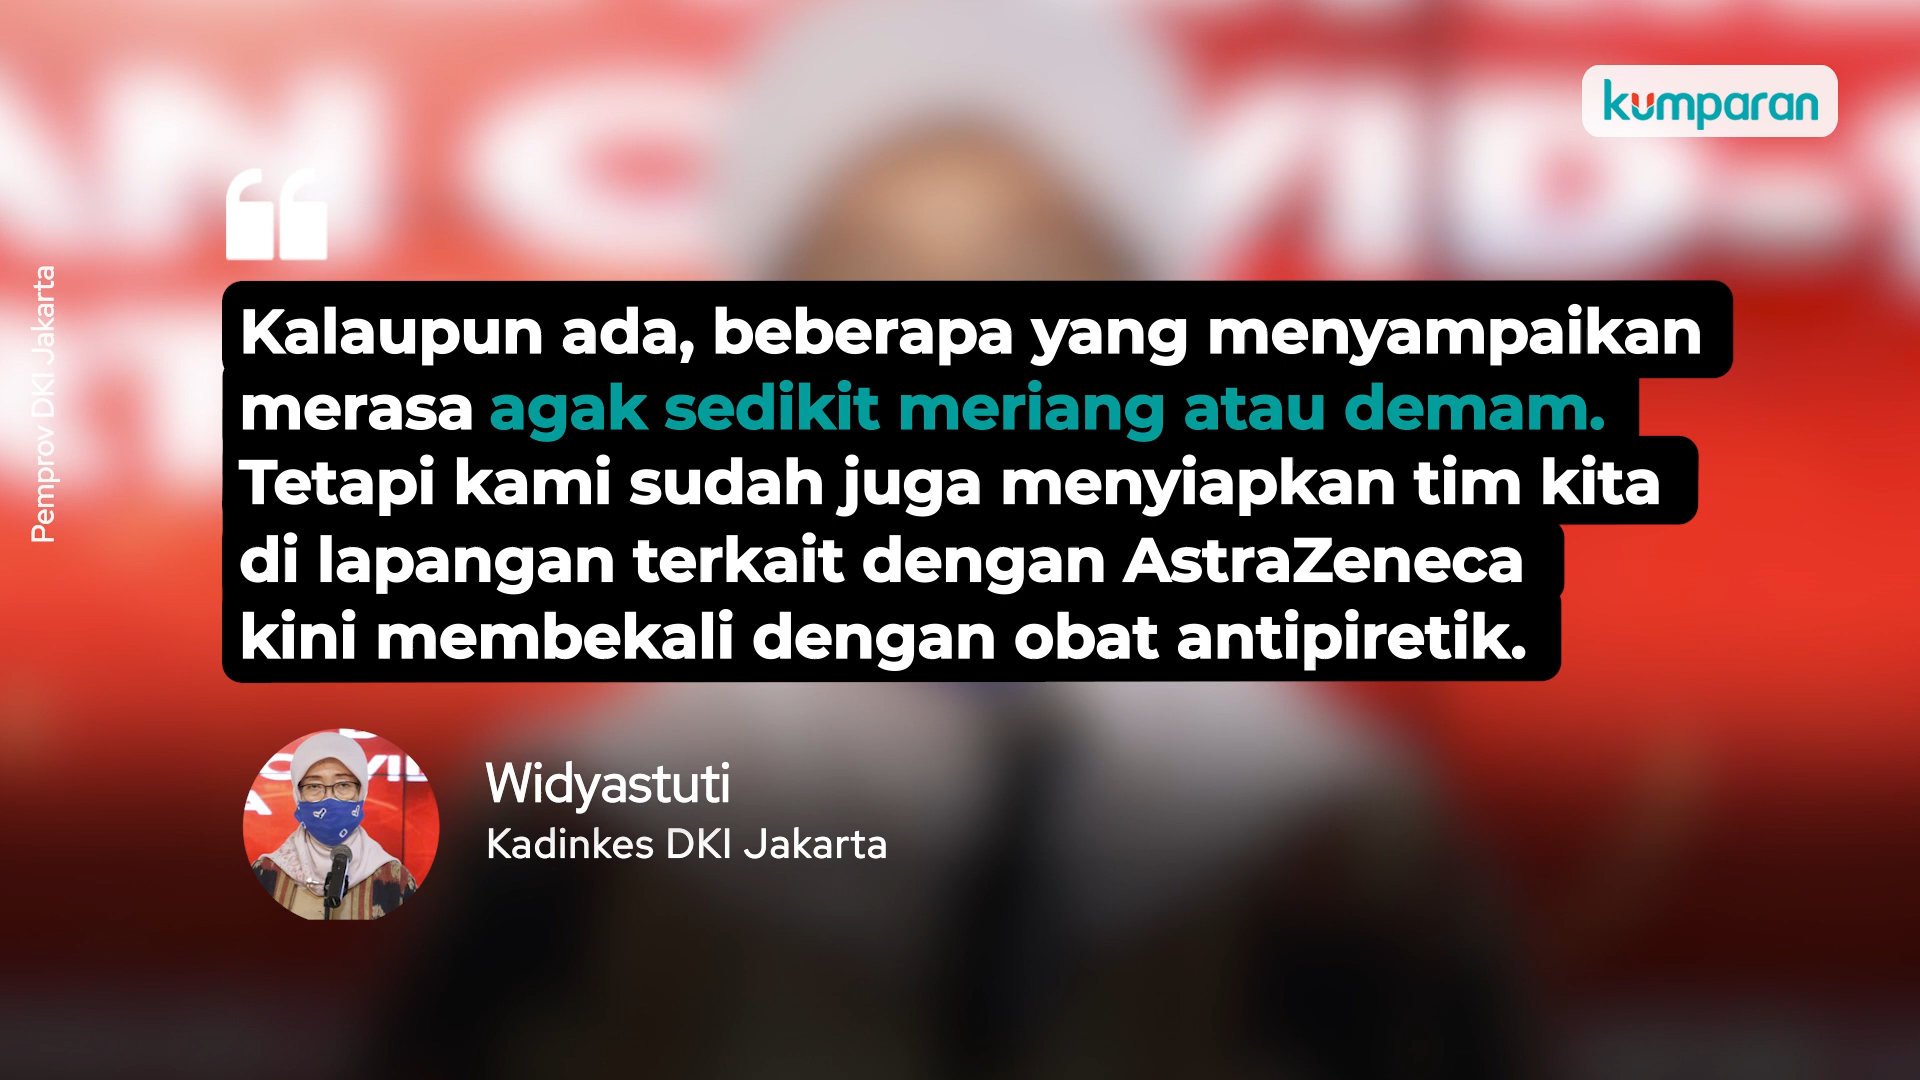 kumparan
Pemprov DKI Jakarta
Kalaupun ada, beberapa yang menyampaikan
merasa agak sedikit meriang atau demam.
Tetapi kami sudah juga menyiapkan tim kita
di lapangan terkait dengan AstraZeneca
kini membekali dengan obat antipiretik.
Widyastuti
Kadinkes DKI Jakarta